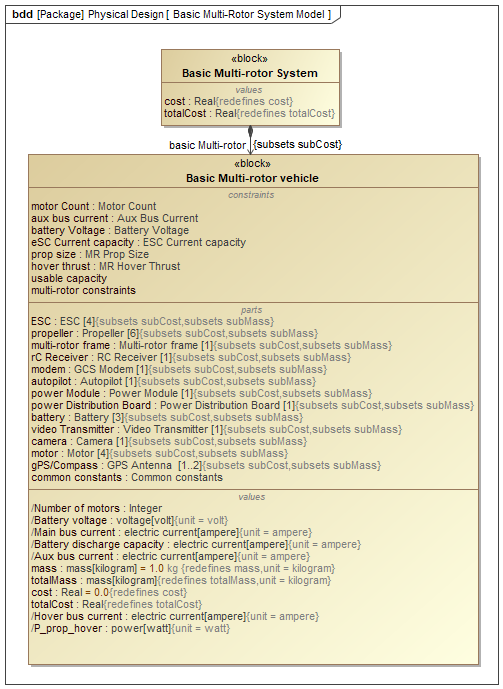 bdd [Package] Physical Design [ Basic Multi-Rotor System Model ]
«block»
Basic Multi-rotor System
values
cost : Real{redefines cost}
totalCost : Real{redefines totalCost}
basic Multi-rotor {subsets subCost}
«block»
Basic Multi-rotor vehicle
constraints
motor Count : Motor Count
aux bus current : Aux Bus Current
battery Voltage : Battery Voltage
eSC Current capacity : ESC Current capacity
prop size : MR Prop Size
hover thrust : MR Hover Thrust
usable capacity
multi-rotor constraints
parts
ESC : ESC [4]{subsets subCost,subsets subMass}
propeller : Propeller [6]{subsets subCost,subsets subMass}
multi-rotor frame : Multi-rotor frame [1]{subsets subCost,subsets subMass}
rC Receiver : RC Receiver [1]{subsets subCost,subsets subMass}
modem : GCS Modem [1]{subsets subCost,subsets subMass}
autopilot : Autopilot [1]{subsets subCost,subsets subMass}
power Module : Power Module [1]{subsets subCost,subsets subMass}
power Distribution Board : Power Distribution Board [1]{subsets subCost,subsets subMass}
battery : Battery [3]{subsets subCost,subsets subMass}
video Transmitter : Video Transmitter [1]{subsets subCost,subsets subMass}
camera : Camera [1]{subsets subCost,subsets subMass}
motor : Motor [4]{subsets subCost,subsets subMass}
gPS/Compass : GPS Antenna [1..2]{subsets subCost,subsets subMass}
common constants : Common constants
values
/Number of motors : Integer
/Battery voltage : voltage[volt]{unit = volt}
/Main bus current : electric current[ampere]{unit = ampere}
/Battery discharge capacity : electric current[ampere]{unit = ampere}
/Aux bus current : electric current[ampere]{unit = ampere}
mass : mass[kilogram] = 1.0 kg {redefines mass,unit = kilogram}
totalMass : mass[kilogram]{redefines totalMass,unit = kilogram}
cost : Real = 0.0{redefines cost}
totalCost : Real{redefines totalCost}
/Hover bus current : electric current[ampere]{unit = ampere}
/P_prop_hover : power[watt]{unit = watt}